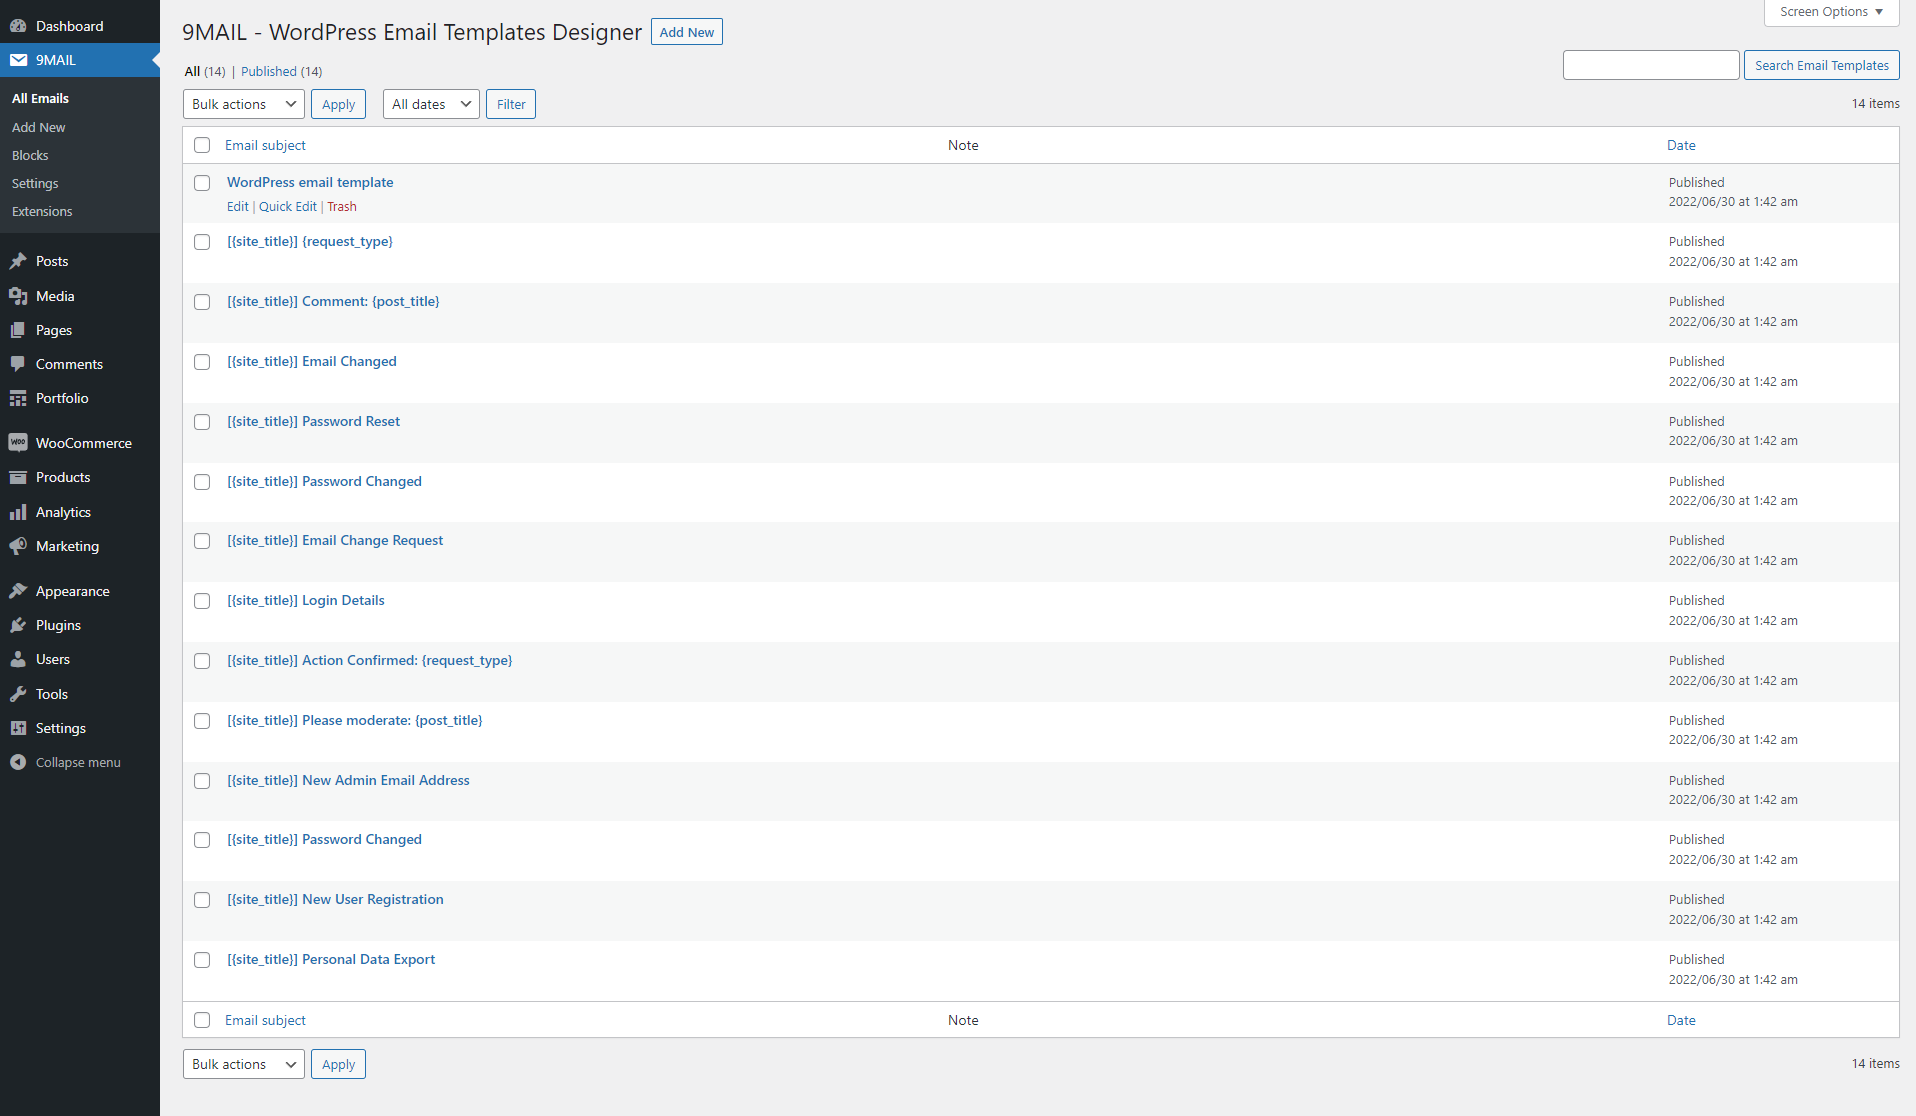 Dashboard
9MAIL
All Emails
Add New
Blocks
Settings
Extensions
Posts
Media
Pages
Comments
Portfolio
WOO WooCommerce
Products
Analytics
Marketing
Appearance
Plugins
Users
Tools
Settings
Collapse menu
Screen Options
9MAIL - WordPress Email Templates Designer Add New
All (14) | Published (14)
Search Email Templates
Bulk actions Apply All dates Filter 14 items
Email subject Note Date
WordPress email template Published
Edit | Quick Edit | Trash 2022/06/30 at 1:42 am
[{site_title}] {request_type} Published
2022/06/30 at 1:42 am
[{site_title}] Comment: {post_title} Published
2022/06/30 at 1:42 am
[{site_title}] Email Changed Published
2022/06/30 at 1:42 am
[{site_title}] Password Reset Published
2022/06/30 at 1:42 am
[{site_title}] Password Changed Published
2022/06/30 at 1:42 am
[{site_title}] Email Change Request Published
2022/06/30 at 1:42 am
[{site_title}] Login Details Published
2022/06/30 at 1:42 am
[{site_title}] Action Confirmed: {request_type} Published
2022/06/30 at 1:42 am
[{site_title}] Please moderate: {post_title} Published
2022/06/30 at 1:42 am
[{site_title}] New Admin Email Address Published
2022/06/30 at 1:42 am
[{site_title}] Password Changed Published
2022/06/30 at 1:42 am
[{site_title}] New User Registration Published
2022/06/30 at 1:42 am
[{site_title}] Personal Data Export Published
2022/06/30 at 1:42 am
Email subject Note Date
Bulk actions Apply 14 items